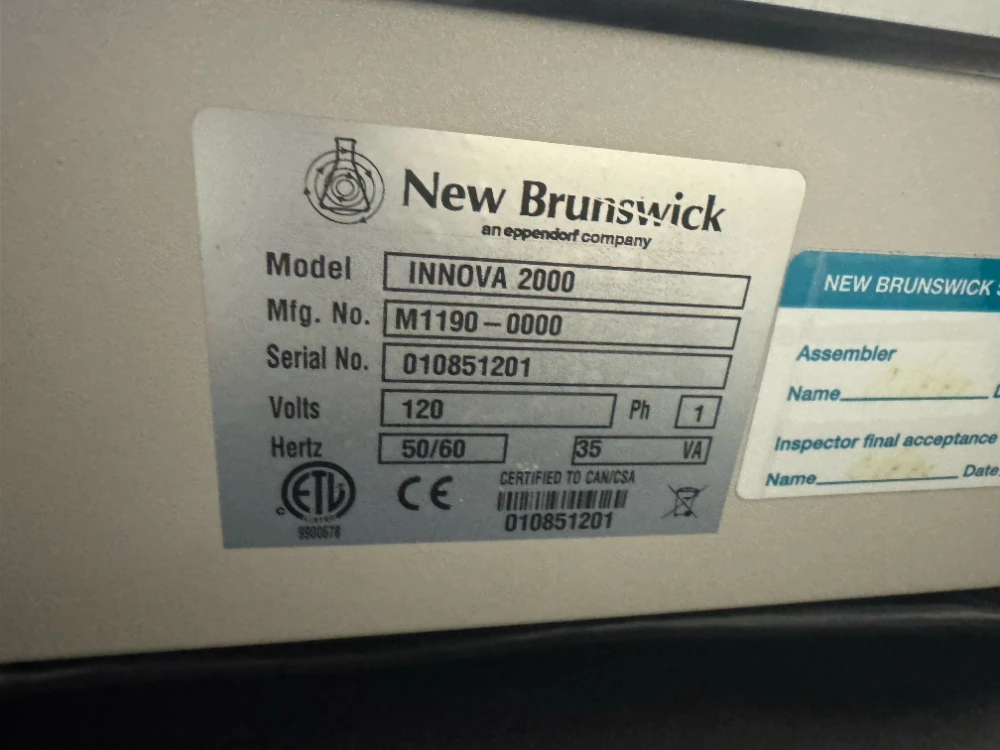 New Brunswick
an eppendorf company
Model INNOVA 2000
Mfg. No. M1190-0000
Serial No. 010851201
Volts 120 Ph 1
Hertz 50/60 35 VA
CERTIFIED TO CAN/CSA
ETL
LISTED
C
CE
010851201
9900678
NEW BRUNSWICK
Assembler
Name
Inspector final acceptance
Name Date